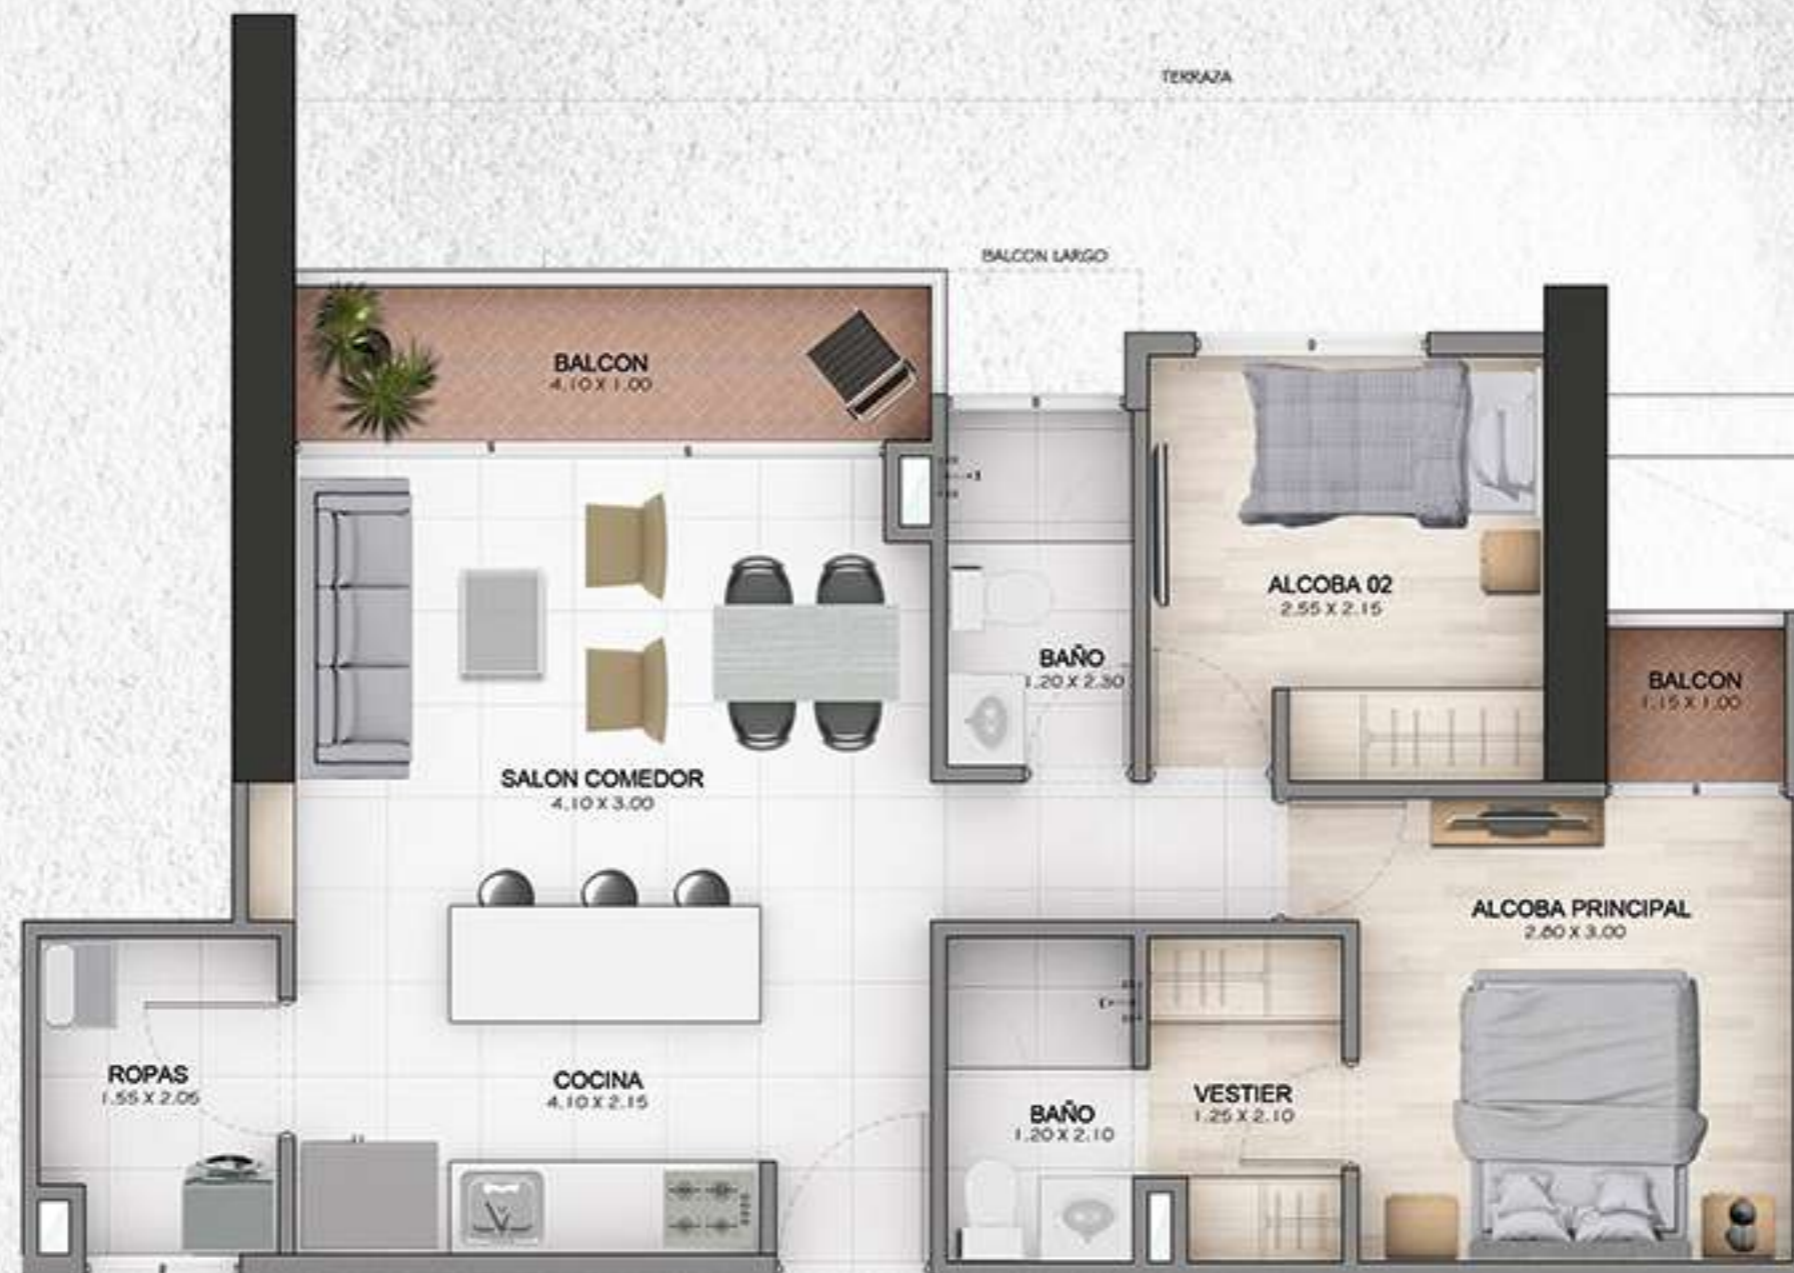 TERRAZA
BALCON LARGO
BALCON
4.10 X 1.00
ALCOBA 02
2.55 X 2.15
BAÑO
1.20 X 2.30
BALCON
1.15 X 1.00
SALON COMEDOR
4.10 X 3.00
ALCOBA PRINCIPAL
2.80 X 3.00
ROPAS
1.55 X 2.05
COCINA
4.10 X 2.15
VESTIER
1.25 X 2.10
BAÑO
1.20 X 2.10